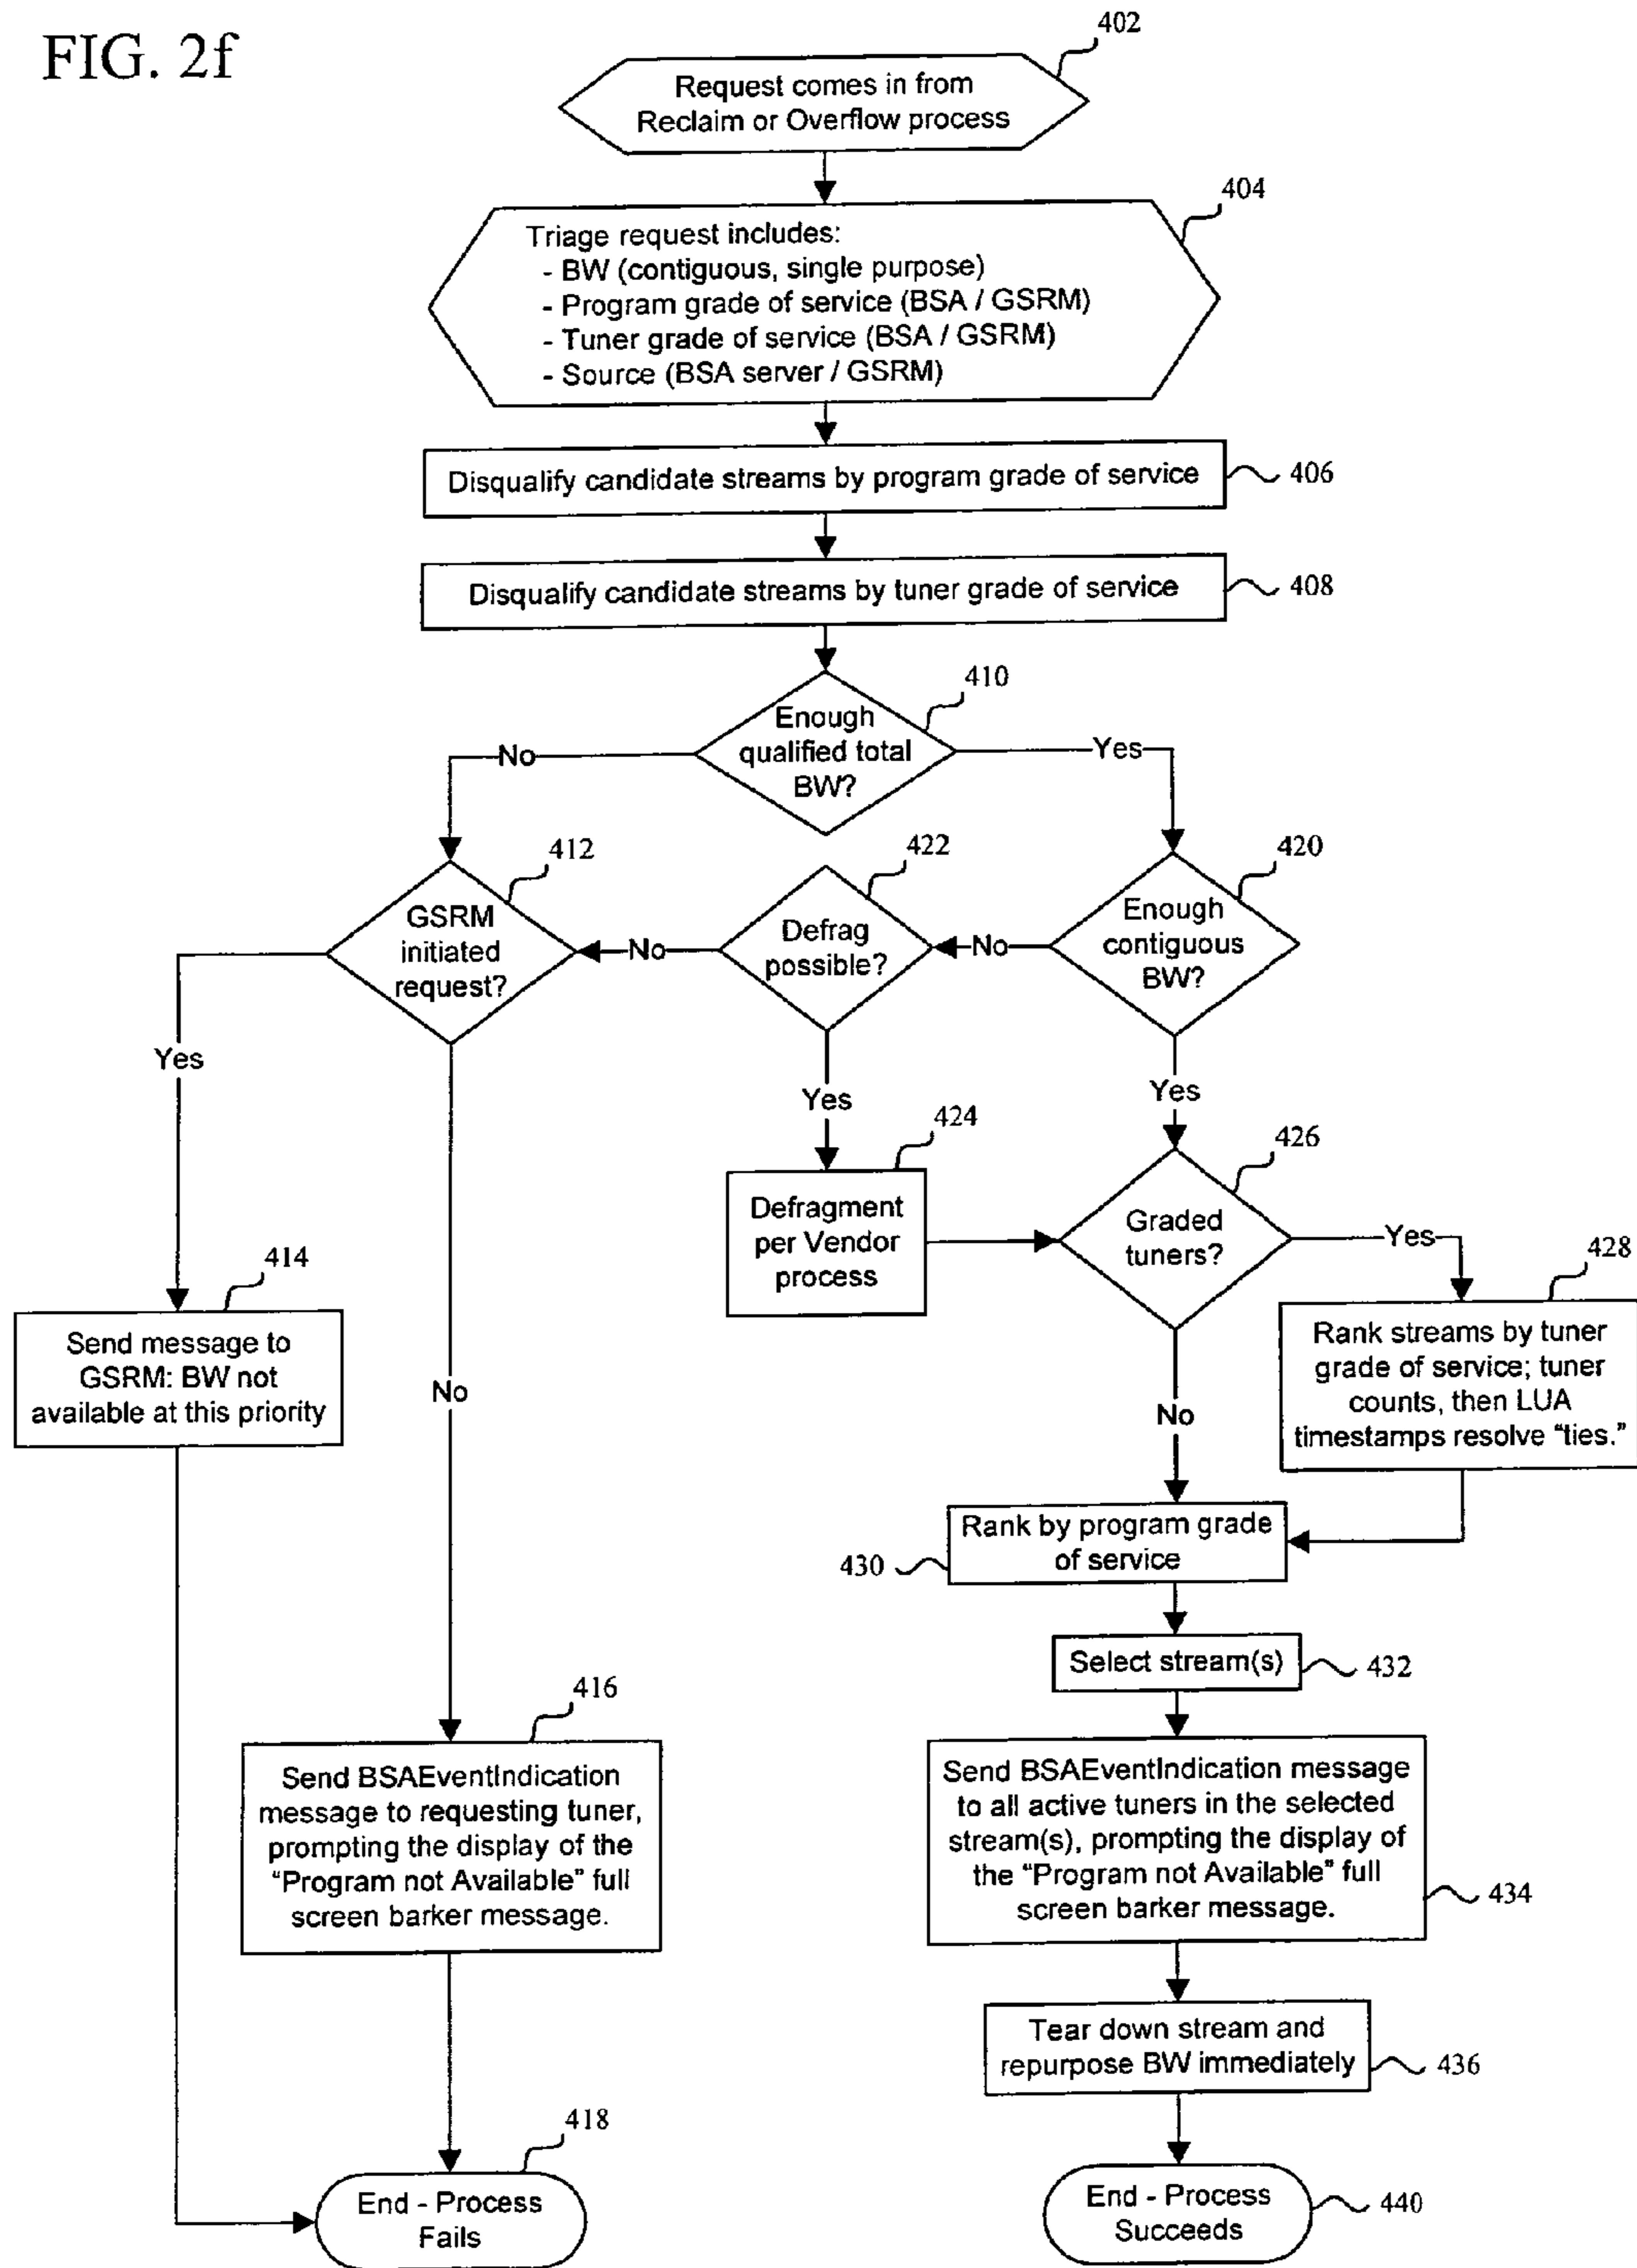 FIG. 2f
402
Request comes in from
Reclaim or Overflow process
404
Triage request includes:
- BW (contiguous, single purpose)
- Program grade of service (BSA / GSRM)
- Tuner grade of service (BSA / GSRM)
- Source (BSA server / GSRM)
Disqualify candidate streams by program grade of service
406
Disqualify candidate streams by tuner grade of service
408
410
Enough
qualified total
BW?
No
Yes
412
GSRM
initiated
request?
422
Defrag
possible?
420
Enough
contiguous
BW?
No
No
Yes
Yes
Yes
424
Defragment
per Vendor
process
426
Graded
tuners?
Yes
428
Rank streams by tuner
grade of service; tuner
counts, then LUA
timestamps resolve “ties.”
414
Send message to
GSRM: BW not
available at this priority
No
No
Rank by program grade
of service
430
Select stream(s)
432
416
Send BSAEventIndication
message to requesting tuner,
prompting the display of the
“Program not Available” full
screen barker message.
Send BSAEventIndication message
to all active tuners in the selected
stream(s), prompting the display of
the “Program not Available” full
screen barker message.
434
Tear down stream and
repurpose BW immediately
436
418
End - Process
Fails
End - Process
Succeeds
440